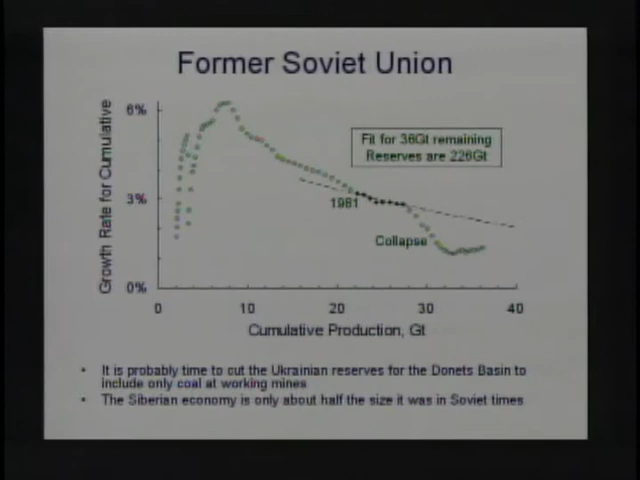 Former Soviet Union
Growth Rate for Cumulative
6%
3%
0%
Fit for 36Gt remaining
Reserves are 226Gt
1981
Collapse
0 10 20 30 40
Cumulative Production, Gt
• It is probably time to cut the Ukrainian reserves for the Donets Basin to
include only coal at working mines
• The Siberian economy is only about half the size it was in Soviet times